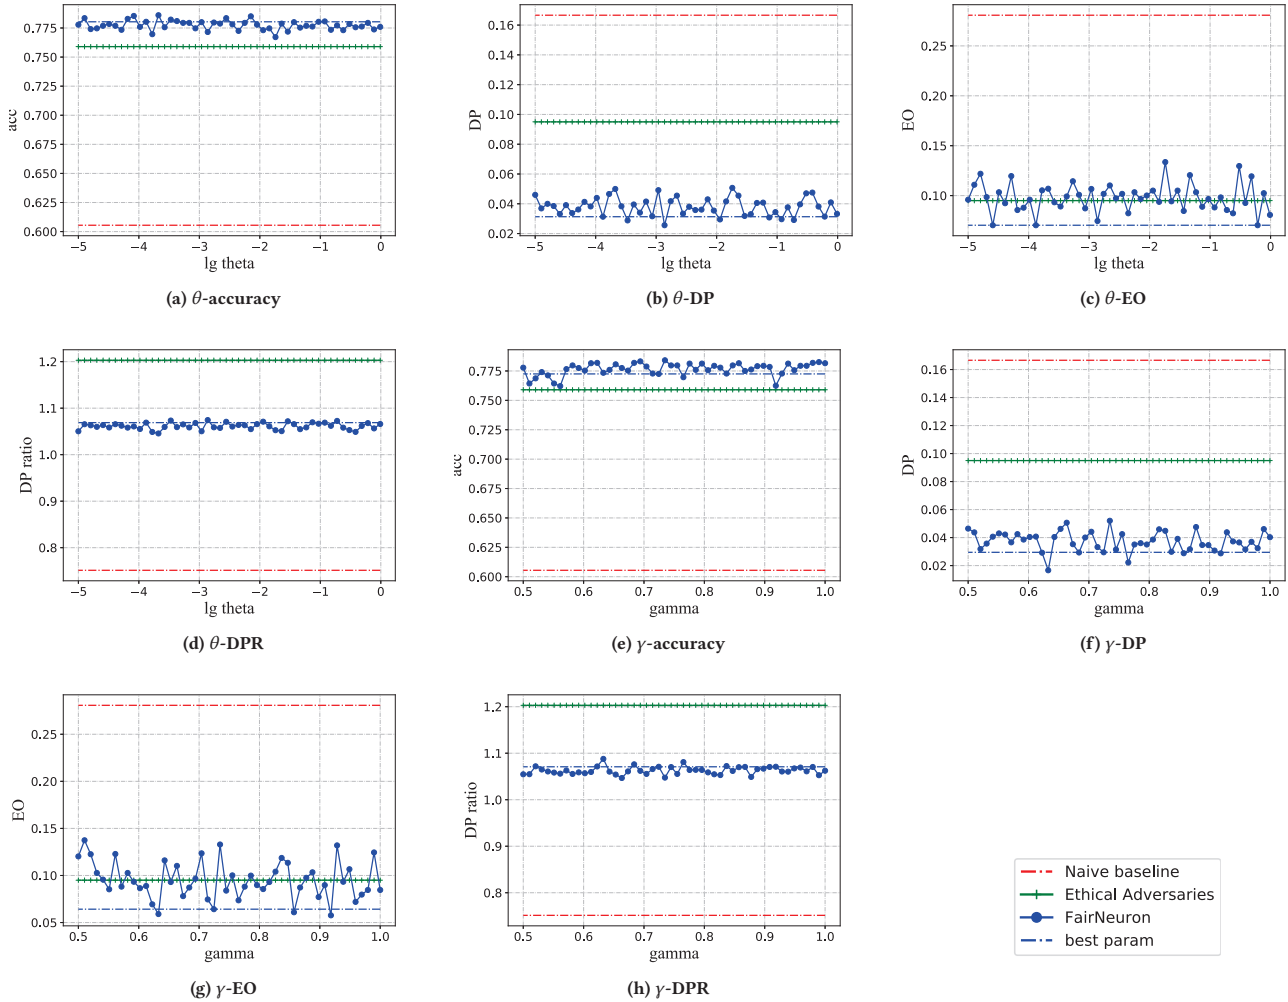 0.775
0.750
0.725
0.700
0.675
0.650
0.625
0.600
acc
−5 −4 −3 −2 −1 0
lg theta
(a) θ-accuracy
0.16
0.14
0.12
0.10
0.08
0.06
0.04
0.02
DP
−5 −4 −3 −2 −1 0
lg theta
(b) θ-DP
0.25
0.20
0.15
0.10
EO
−5 −4 −3 −2 −1 0
lg theta
(c) θ-EO
1.2
1.1
1.0
0.9
0.8
DP ratio
−5 −4 −3 −2 −1 0
lg theta
(d) θ-DPR
0.775
0.750
0.725
0.700
0.675
0.650
0.625
0.600
acc
0.5 0.6 0.7 0.8 0.9 1.0
gamma
(e) γ-accuracy
0.16
0.14
0.12
0.10
0.08
0.06
0.04
0.02
DP
0.5 0.6 0.7 0.8 0.9 1.0
gamma
(f) γ-DP
0.25
0.20
0.15
0.10
0.05
EO
0.5 0.6 0.7 0.8 0.9 1.0
gamma
(g) γ-EO
1.2
1.1
1.0
0.9
0.8
DP ratio
0.5 0.6 0.7 0.8 0.9 1.0
gamma
(h) γ-DPR
Naive baseline
Ethical Adversaries
FairNeuron
best param